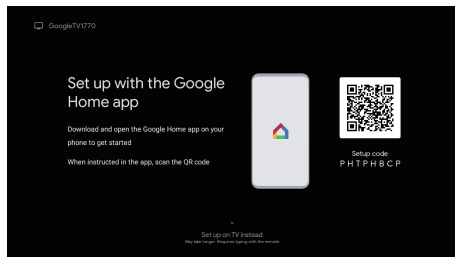 GoogleTV1770
Set up with the Google
Home app
Download and open the Google Home app on your
phone to get started
When instructed in the app, scan the QR code
Setup code
PHTPHBCP
Set up on TV instead
May take longer. Requires typing with the remote